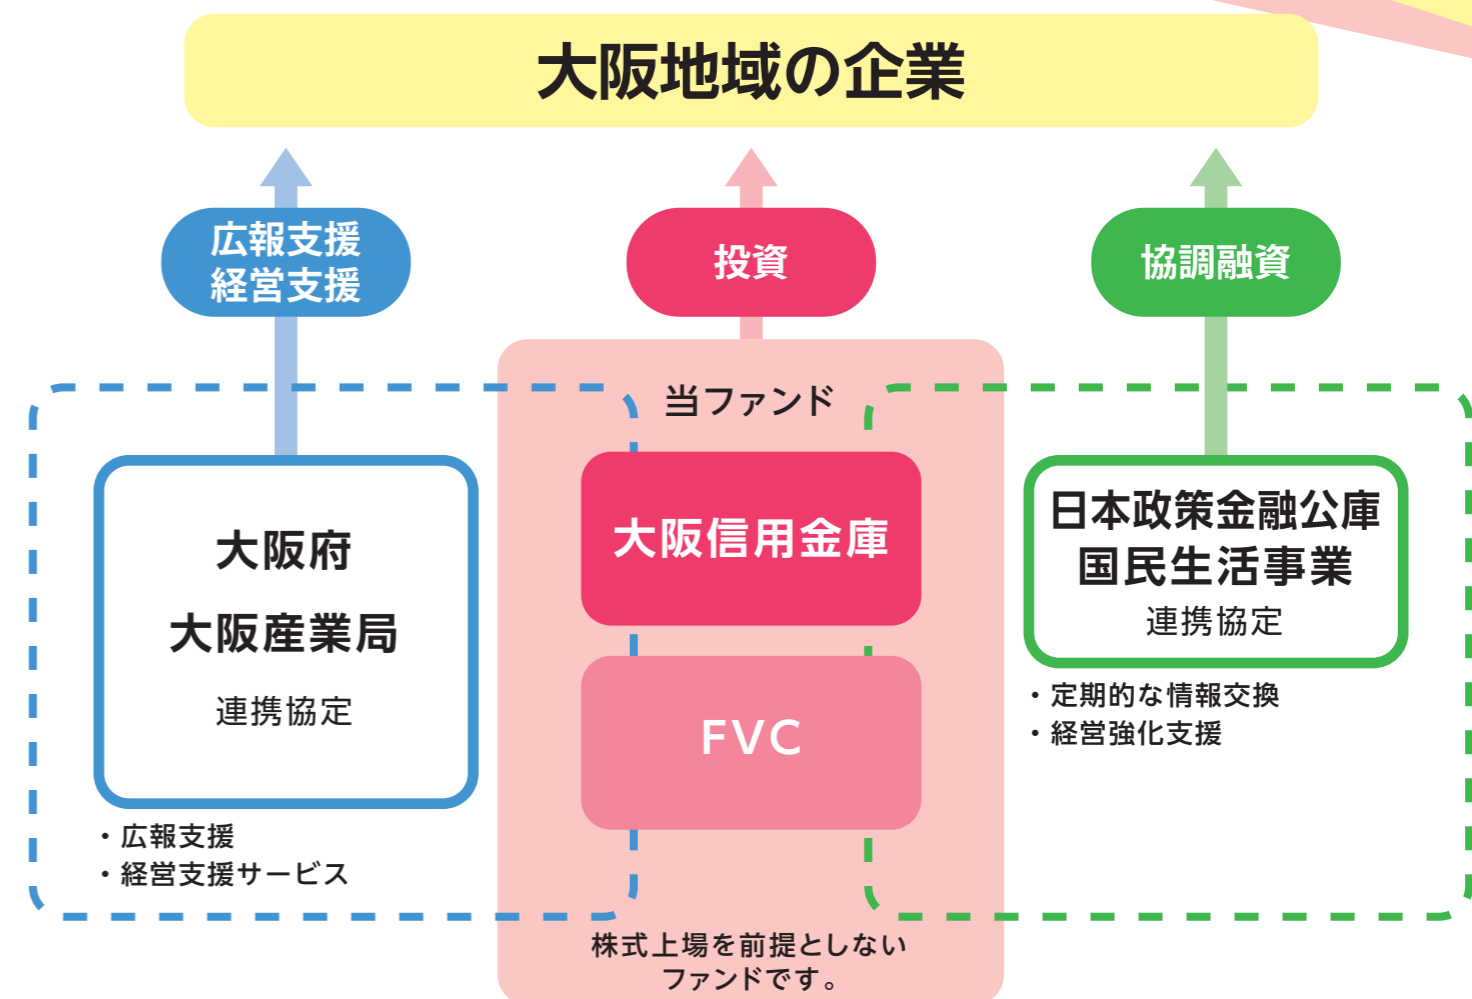 大阪地域の企業
広報支援
経営支援
投資
協調融資
当ファンド
大阪府
大阪産業局
連携協定
・広報支援
・経営支援サービス
大阪信用金庫
FVC
株式上場を前提としない
ファンドです。
日本政策金融公庫
国民生活事業
連携協定
・定期的な情報交換
・経営強化支援